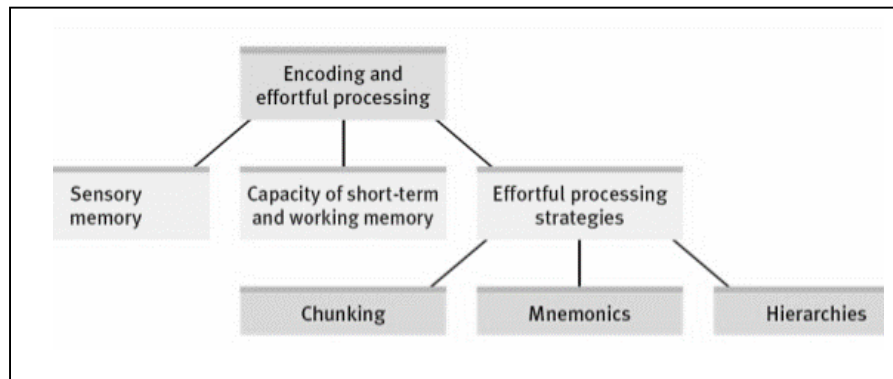 Encoding and
effortful processing
Sensory
memory
Capacity of short-term
and working memory
Effortful processing
strategies
Chunking
Mnemonics
Hierarchies